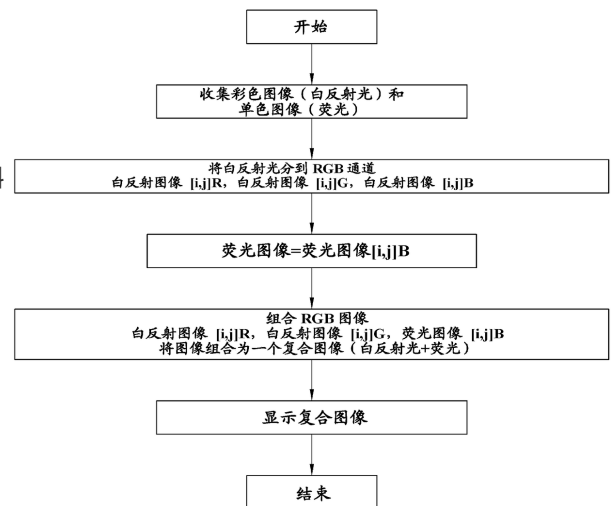 开始
收集彩色图像（白反射光）和
单色图像（荧光）
将白反射光分到 RGB 通道
白反射图像 [i,j]R，白反射图像 [i,j]G，白反射图像 [i,j]B
荧光图像=荧光图像[i,j]B
组合 RGB 图像
白反射图像 [i,j]R，白反射图像 [i,j]G，荧光图像 [i,j]B
将图像组合为一个复合图像（白反射光+荧光）
显示复合图像
结束